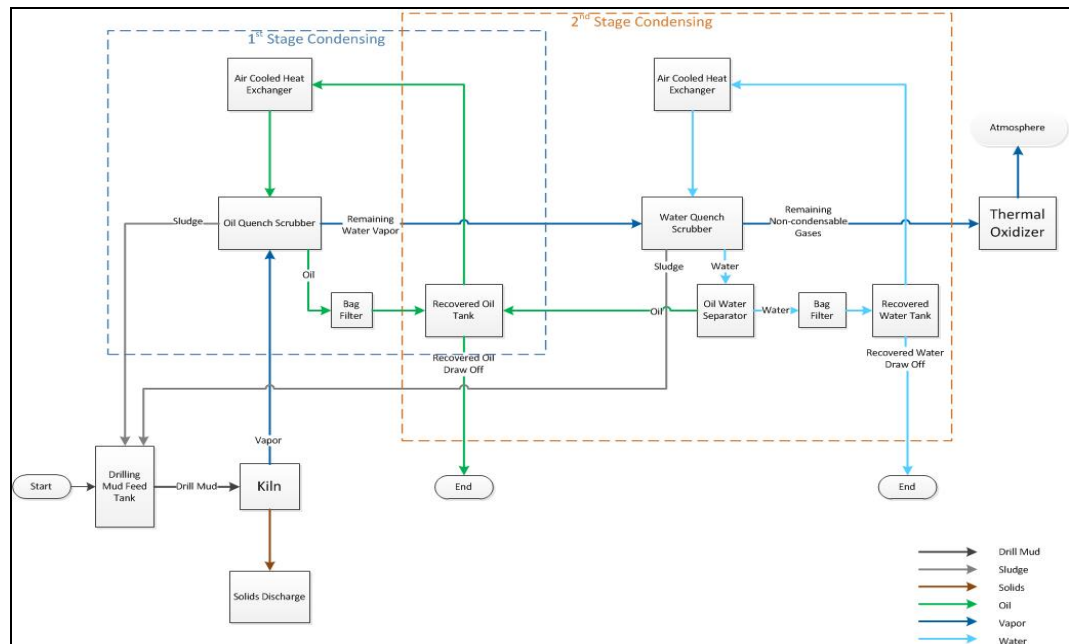 2nd Stage Condensing
1st Stage Condensing
Air Cooled Heat
Exchanger
Air Cooled Heat
Exchanger
Atmosphere
Sludge
Oil Quench Scrubber
Remaining
Water Vapor
Water Quench
Scrubber
Remaining
Non-condensable
Gases
Thermal
Oxidizer
Oil
Sludge
Water
Bag
Filter
Recovered Oil
Tank
Oil
Oil Water
Separator
Water
Bag
Filter
Recovered
Water Tank
Recovered Oil
Draw Off
Recovered Water
Draw Off
Vapor
Start
Drilling
Mud Feed
Tank
Drill Mud
Kiln
End
End
Solids Discharge
Drill Mud
Sludge
Solids
Oil
Vapor
Water